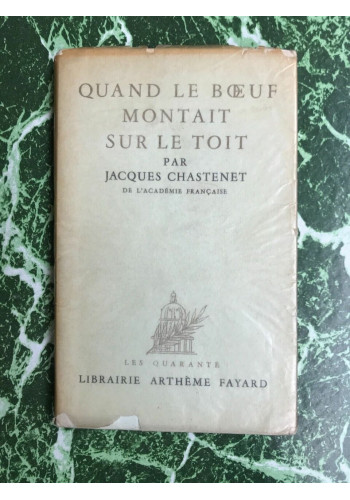 QUAND LE BŒUF
MONTAIT
SUR LE TOIT
PAR
JACQUES CHASTENET
DE L'ACADÉMIE FRANÇAISE
LES QUARANTE
LIBRAIRIE ARTHÈME FAYARD